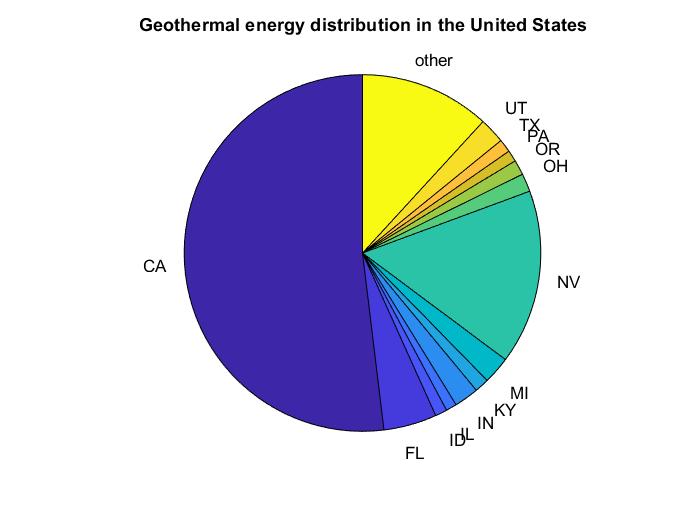 Geothermal energy distribution in the United States
other
UT
TX
PA
OR
OH
NV
MI
KY
IN
IL
ID
FL
CA